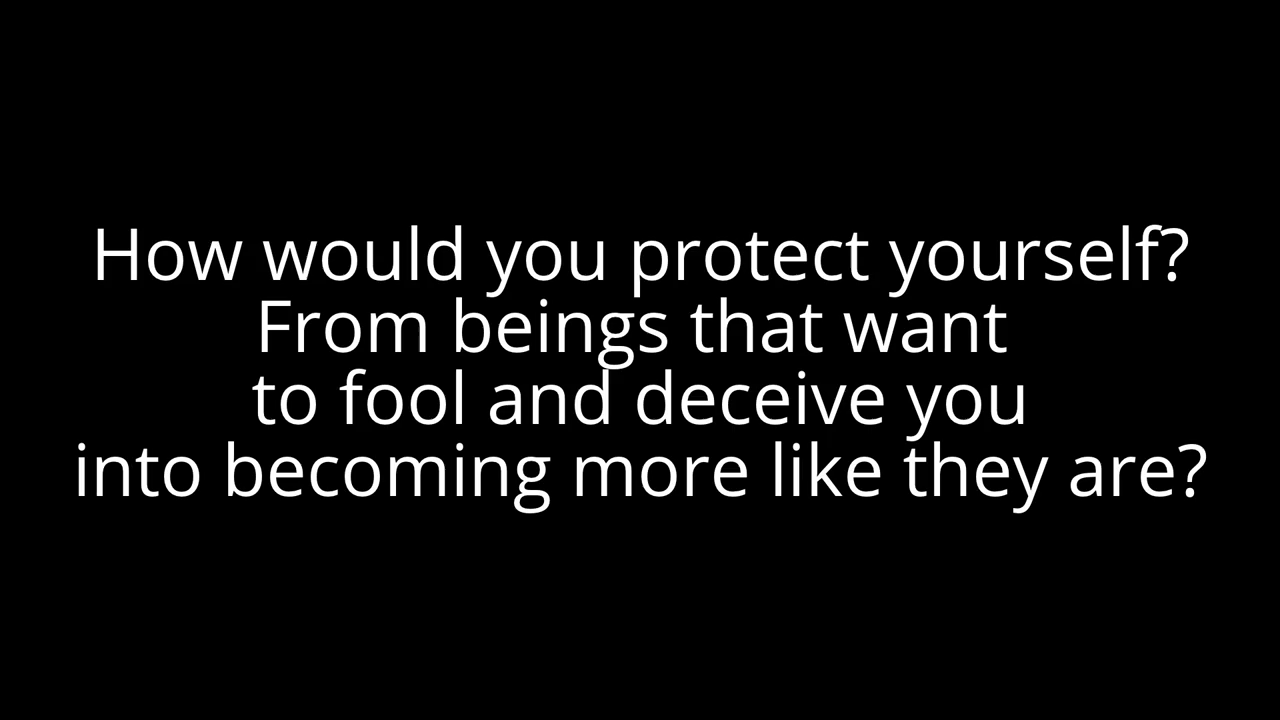 How would you protect yourself?
From beings that want
to fool and deceive you
into becoming more like they are?